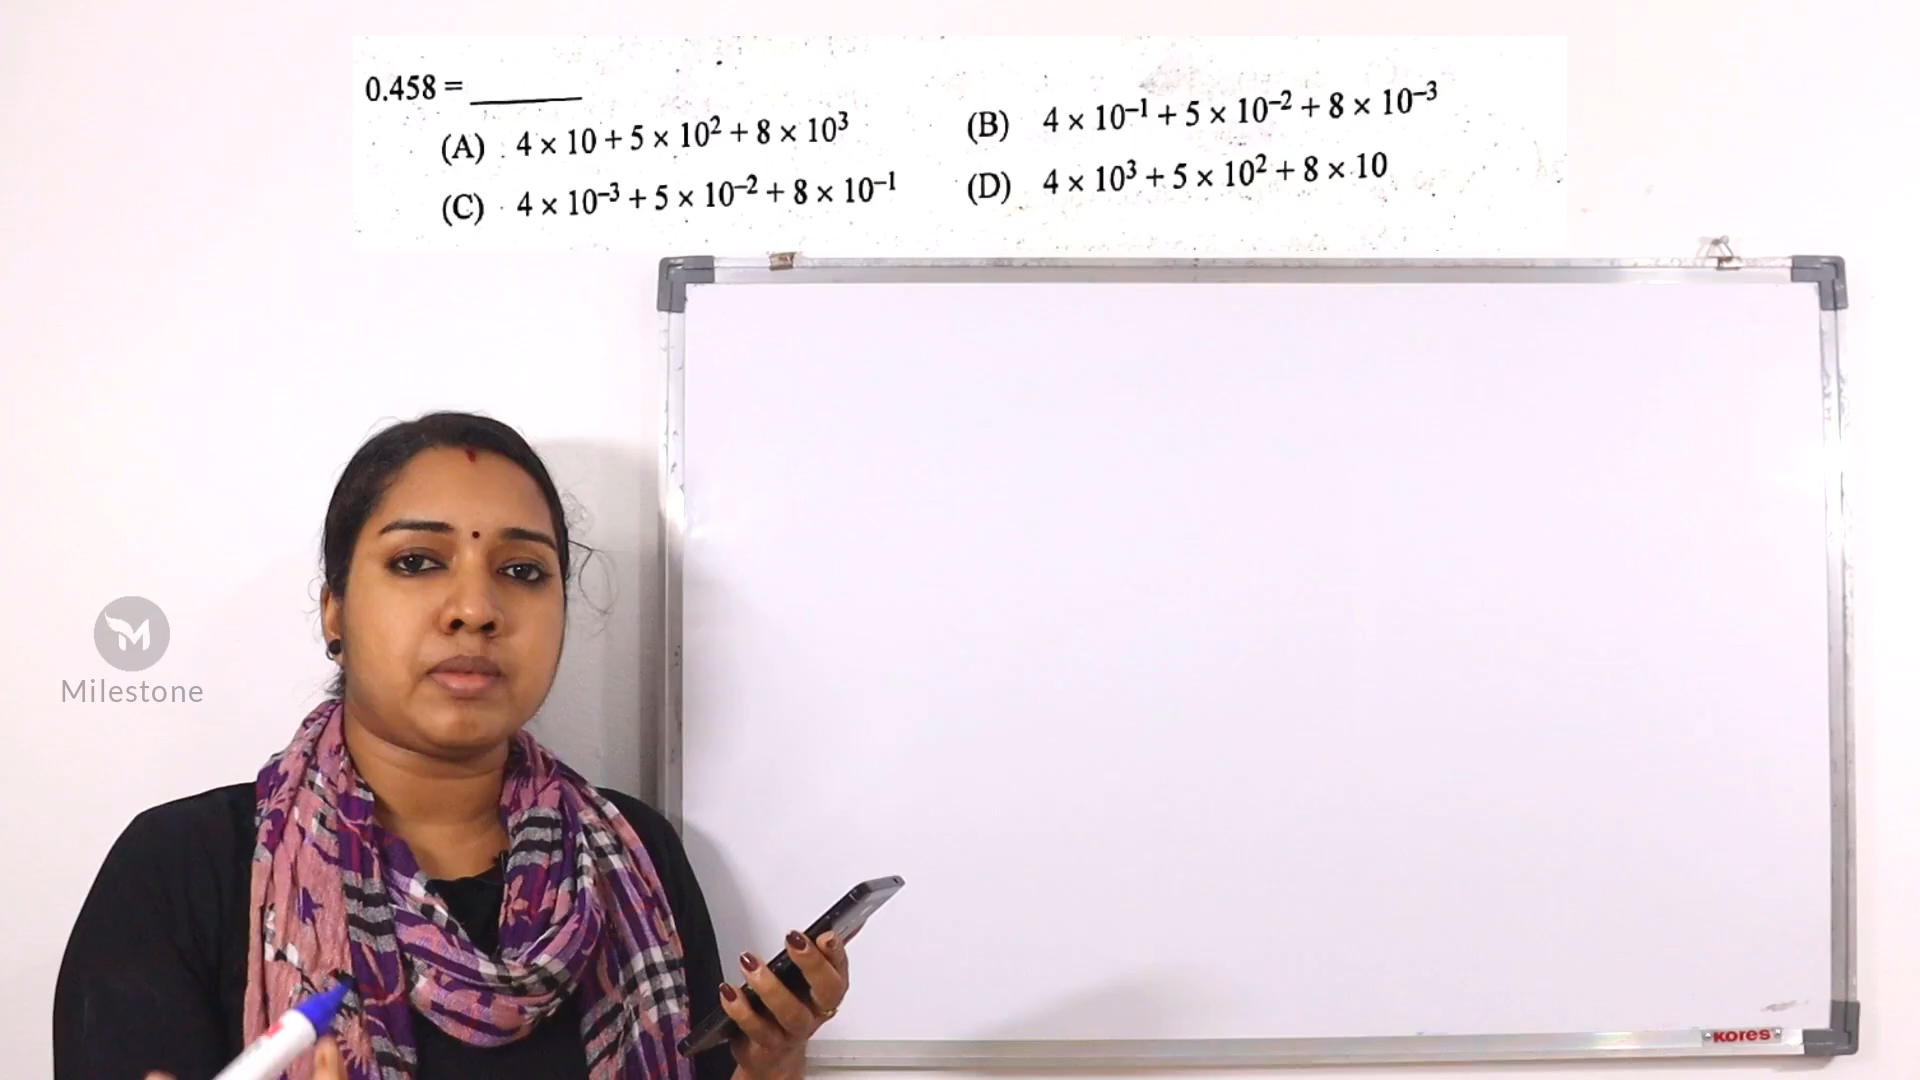 0.458 = ______
(A) 4 × 10 + 5 × 10² + 8 × 10³ (B) 4 × 10⁻¹ + 5 × 10⁻² + 8 × 10⁻³
(C) 4 × 10⁻³ + 5 × 10⁻² + 8 × 10⁻¹ (D) 4 × 10³ + 5 × 10² + 8 × 10
Milestone
KORES